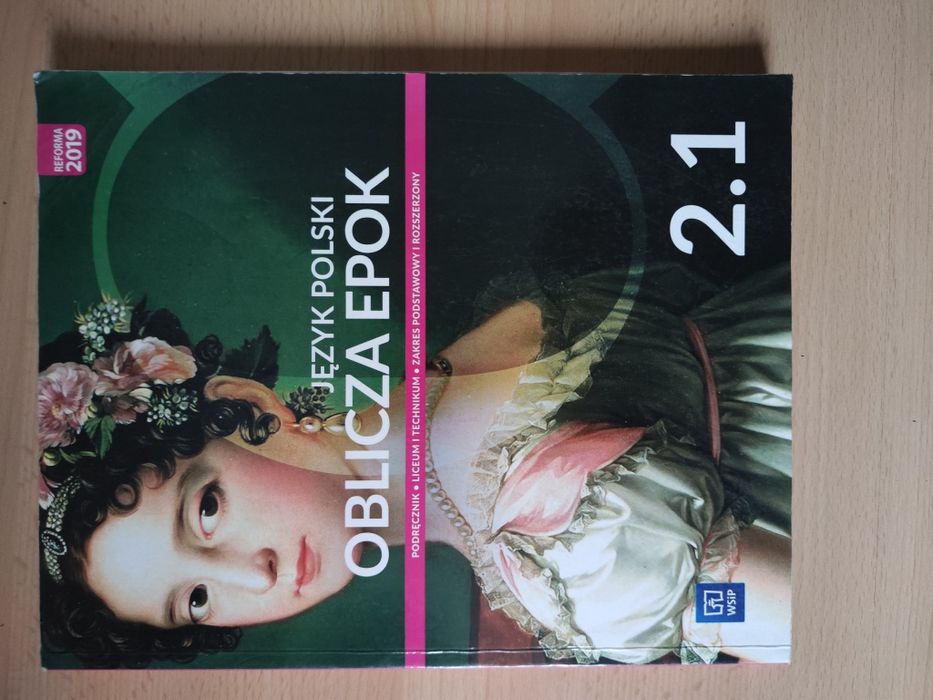 REFORMA
2019
JĘZYK POLSKI
OBLICZA EPOK
PODRĘCZNIK • LICEUM I TECHNIKUM • ZAKRES PODSTAWOWY I ROZSZERZONY
2.1
WSiP